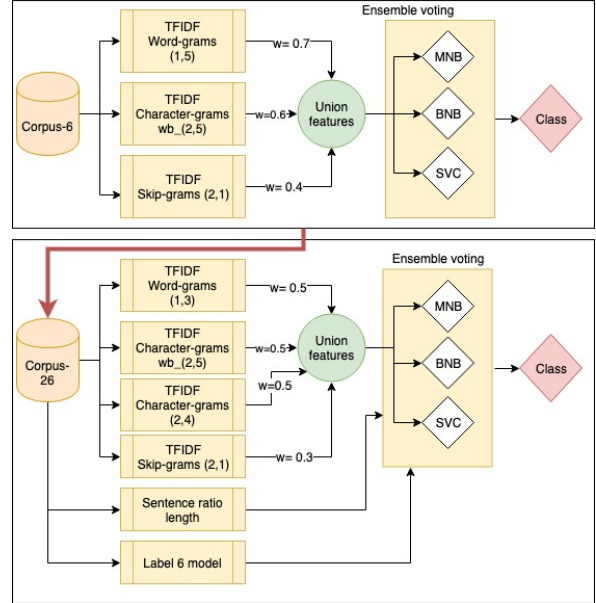 Ensemble voting
TFIDF
Word-grams
(1,5)
w= 0.7
MNB
Corpus-6
TFIDF
Character-grams
wb_(2,5)
w=0.6
Union
features
BNB
Class
TFIDF
Skip-grams (2,1)
w= 0.4
SVC
Ensemble voting
TFIDF
Word-grams
(1,3)
w= 0.5
MNB
Corpus-
26
TFIDF
Character-grams
wb_(2,5)
w=0.5
Union
features
BNB
Class
TFIDF
Character-grams
(2,4)
w=0.5
SVC
TFIDF
Skip-grams (2,1)
w= 0.3
Sentence ratio
length
Label 6 model